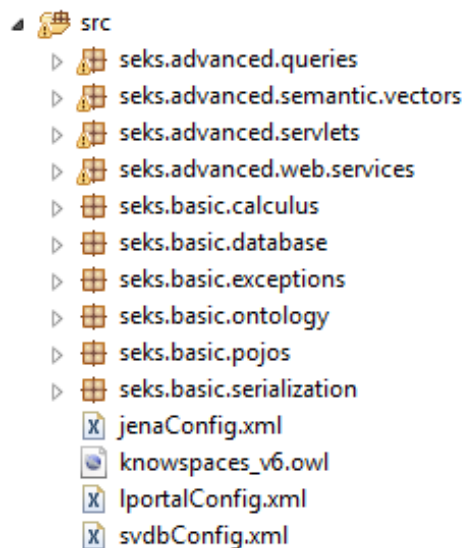 src
seks.advanced.queries
seks.advanced.semantic.vectors
seks.advanced.servlets
seks.advanced.web.services
seks.basic.calculus
seks.basic.database
seks.basic.exceptions
seks.basic.ontology
seks.basic.pojos
seks.basic.serialization
jenaConfig.xml
knowspaces_v6.owl
lportalConfig.xml
svdbConfig.xml